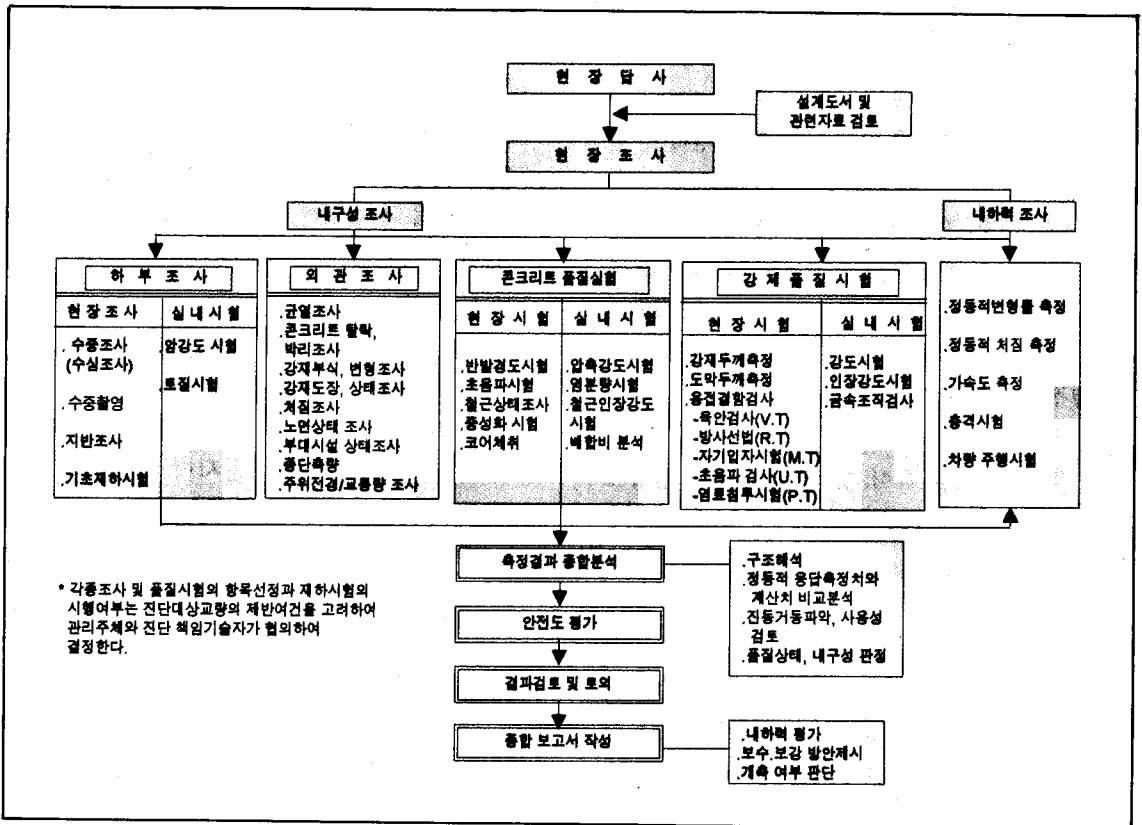 현 장 답 사
설계도서 및
관련자료 검토
현 장 조 사
내구성 조사
내하력 조사
하 부 조 사
현 장 조 사
실 내 시 험
. 수중조사
(수심조사)
. 수중촬영
. 지반조사
. 기초재하시험
.암강도 시험
.토질시험
외 관 조 사
.균열조사
.콘크리트 탈락,
박리조사
.강재부식, 변형조사
.강재도장, 상태조사
.처짐조사
.노면상태 조사
.부대시설 상태조사
.종단측량
.주위전경/교통량 조사
콘크리트 품질실험
현 장 시 험
실 내 시 험
.반발경도시험
.초음파시험
.철근상태조사
.중성화 시험
.코어체취
.압축강도시험
.염분량시험
.철근인장강도
시험
.배합비 분석
강 재 품 질 시 험
현 장 시 험
실 내 시 험
.강재두께측정
.도막두께측정
.용접결함검사
-육안검사(V.T)
-방사선법(R.T)
-자기입자시험(M.T)
-초음파 검사(U.T)
-염료침투시험(P.T)
.강도시험
.인장강도시험
.금속조직검사
.정동적변형률 측정
.정동적 처짐 측정
.가속도 측정
.충격시험
.차량 주행시험
측정결과 종합분석
.구조해석
.정동적 응답측정치와
계산치 비교분석
.진동거동파악, 사용성
검토
.품질상태, 내구성 판정
* 각종조사 및 품질시험의 항목선정과 재하시험의
시행여부는 진단대상교량의 제반여건을 고려하여
관리주체와 진단 책임기술자가 협의하여
결정한다.
안전도 평가
결과검토 및 토의
종합 보고서 작성
.내하력 평가
.보수.보강 방안제시
.계측 여부 판단